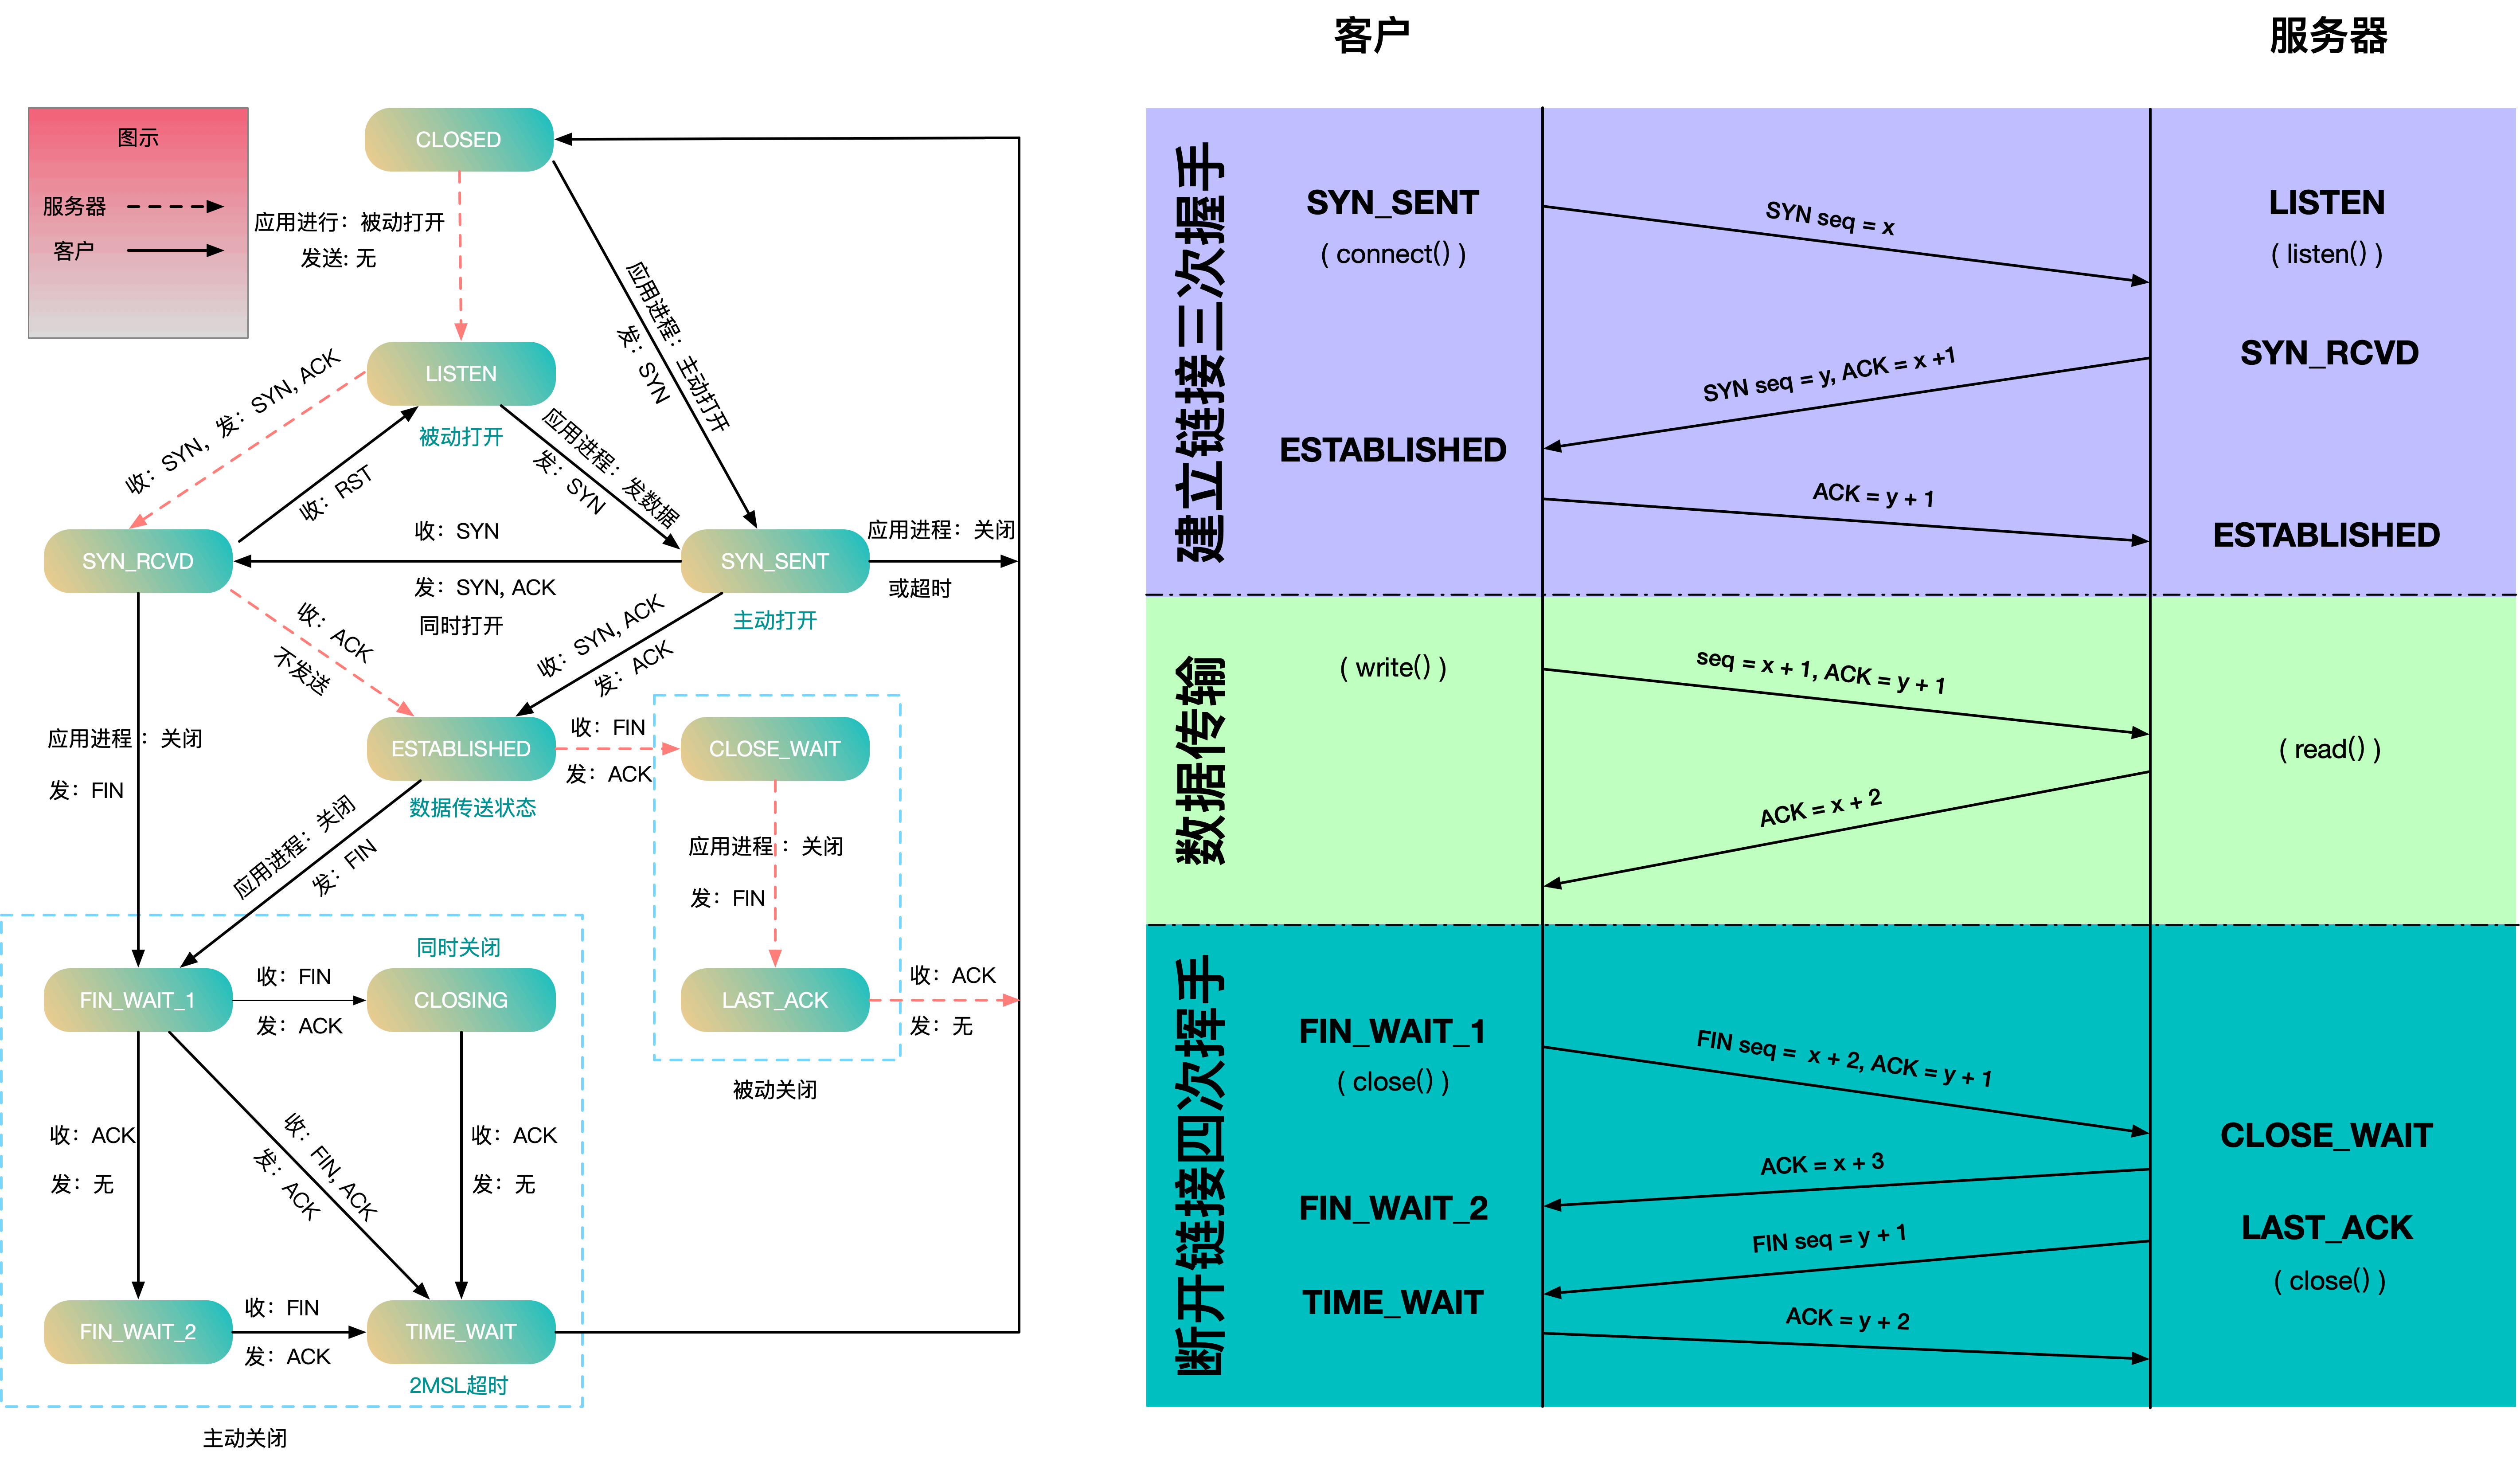 图示
服务器
客户
CLOSED
应用进行：被动打开
发送: 无
应用进程：主动打开
发：SYN
LISTEN
被动打开
收：SYN，发：SYN, ACK
收：RST
应用进程：发数据
发：SYN
SYN_RCVD
收：SYN
发：SYN, ACK
同时打开
SYN_SENT
主动打开
应用进程：关闭
或超时
收：ACK
不发送
收：SYN, ACK
发：ACK
应用进程：关闭
发：FIN
ESTABLISHED
数据传送状态
收：FIN
发：ACK
CLOSE_WAIT
应用进程：关闭
发：FIN
应用进程：关闭
发：FIN
LAST_ACK
收：ACK
发：无
被动关闭
同时关闭
FIN_WAIT_1
收：FIN
发：ACK
CLOSING
收：ACK
发：无
收：FIN, ACK
发：ACK
收：ACK
发：无
FIN_WAIT_2
收：FIN
发：ACK
TIME_WAIT
2MSL超时
主动关闭
客户
服务器
建立链接三次握手
SYN_SENT
( connect() )
SYN seq = x
LISTEN
( listen() )
SYN_RCVD
SYN seq = y, ACK = x +1
ESTABLISHED
ACK = y + 1
ESTABLISHED
数据传输
( write() )
seq = x + 1, ACK = y + 1
( read() )
ACK = x + 2
断开链接四次挥手
FIN_WAIT_1
( close() )
FIN seq = x + 2, ACK = y + 1
CLOSE_WAIT
ACK = x + 3
FIN_WAIT_2
LAST_ACK
( close() )
FIN seq = y + 1
TIME_WAIT
ACK = y + 2